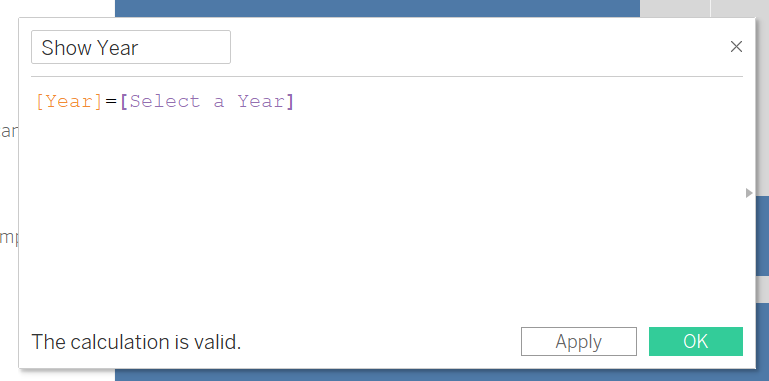 Show Year
[Year]=[Select a Year]
The calculation is valid.
Apply
OK